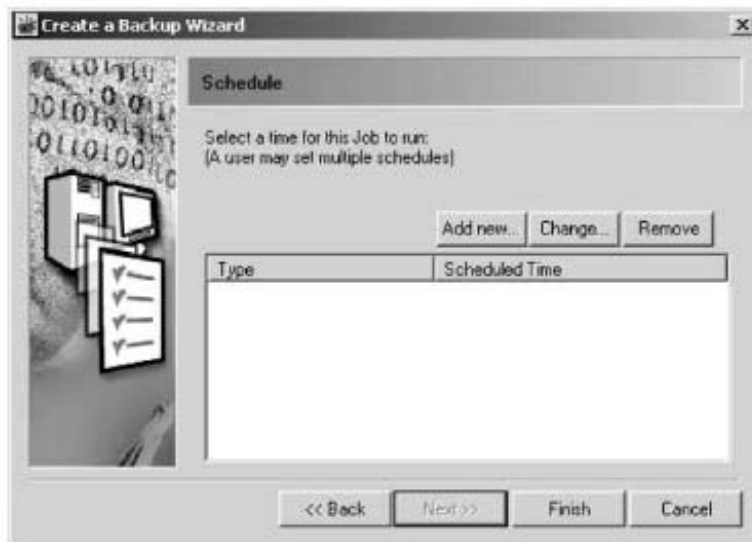 Create a Backup Wizard
Schedule
Select a time for this Job to run:
(A user may set multiple schedules)
Add new... Change... Remove
Type Scheduled Time
<< Back Next >> Finish Cancel